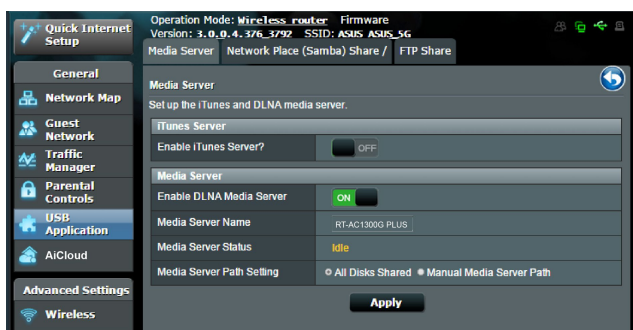 Quick Internet
Setup
Operation Mode: Wireless router Firmware
Version: 3.0.0.4.376_3792 SSID: ASUS ASUS_5G
Media Server Network Place (Samba) Share / FTP Share
General
Network Map
Guest
Network
Traffic
Manager
Parental
Controls
USB
Application
AiCloud
Advanced Settings
Wireless
Media Server
Set up the iTunes and DLNA media server.
iTunes Server
Enable iTunes Server? OFF
Media Server
Enable DLNA Media Server ON
Media Server Name RT-AC1300G PLUS
Media Server Status Idle
Media Server Path Setting All Disks Shared Manual Media Server Path
Apply